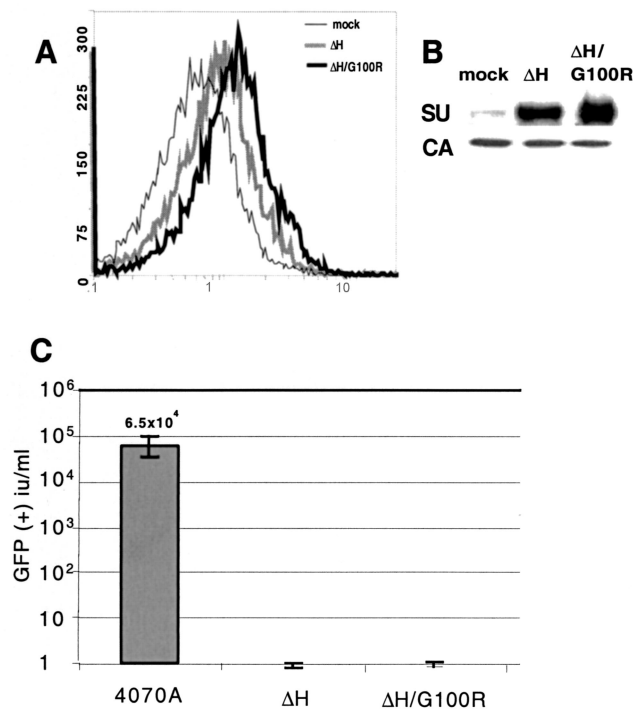 A
300
225
150
75
0
.1
1
10
mock
ΔH
ΔH/G100R
B
mock ΔH ΔH/
G100R
SU
CA
C
GFP (+) iu/ml
10⁶
10⁵
10⁴
10³
10²
10
1
6.5x10⁴
4070A ΔH ΔH/G100R